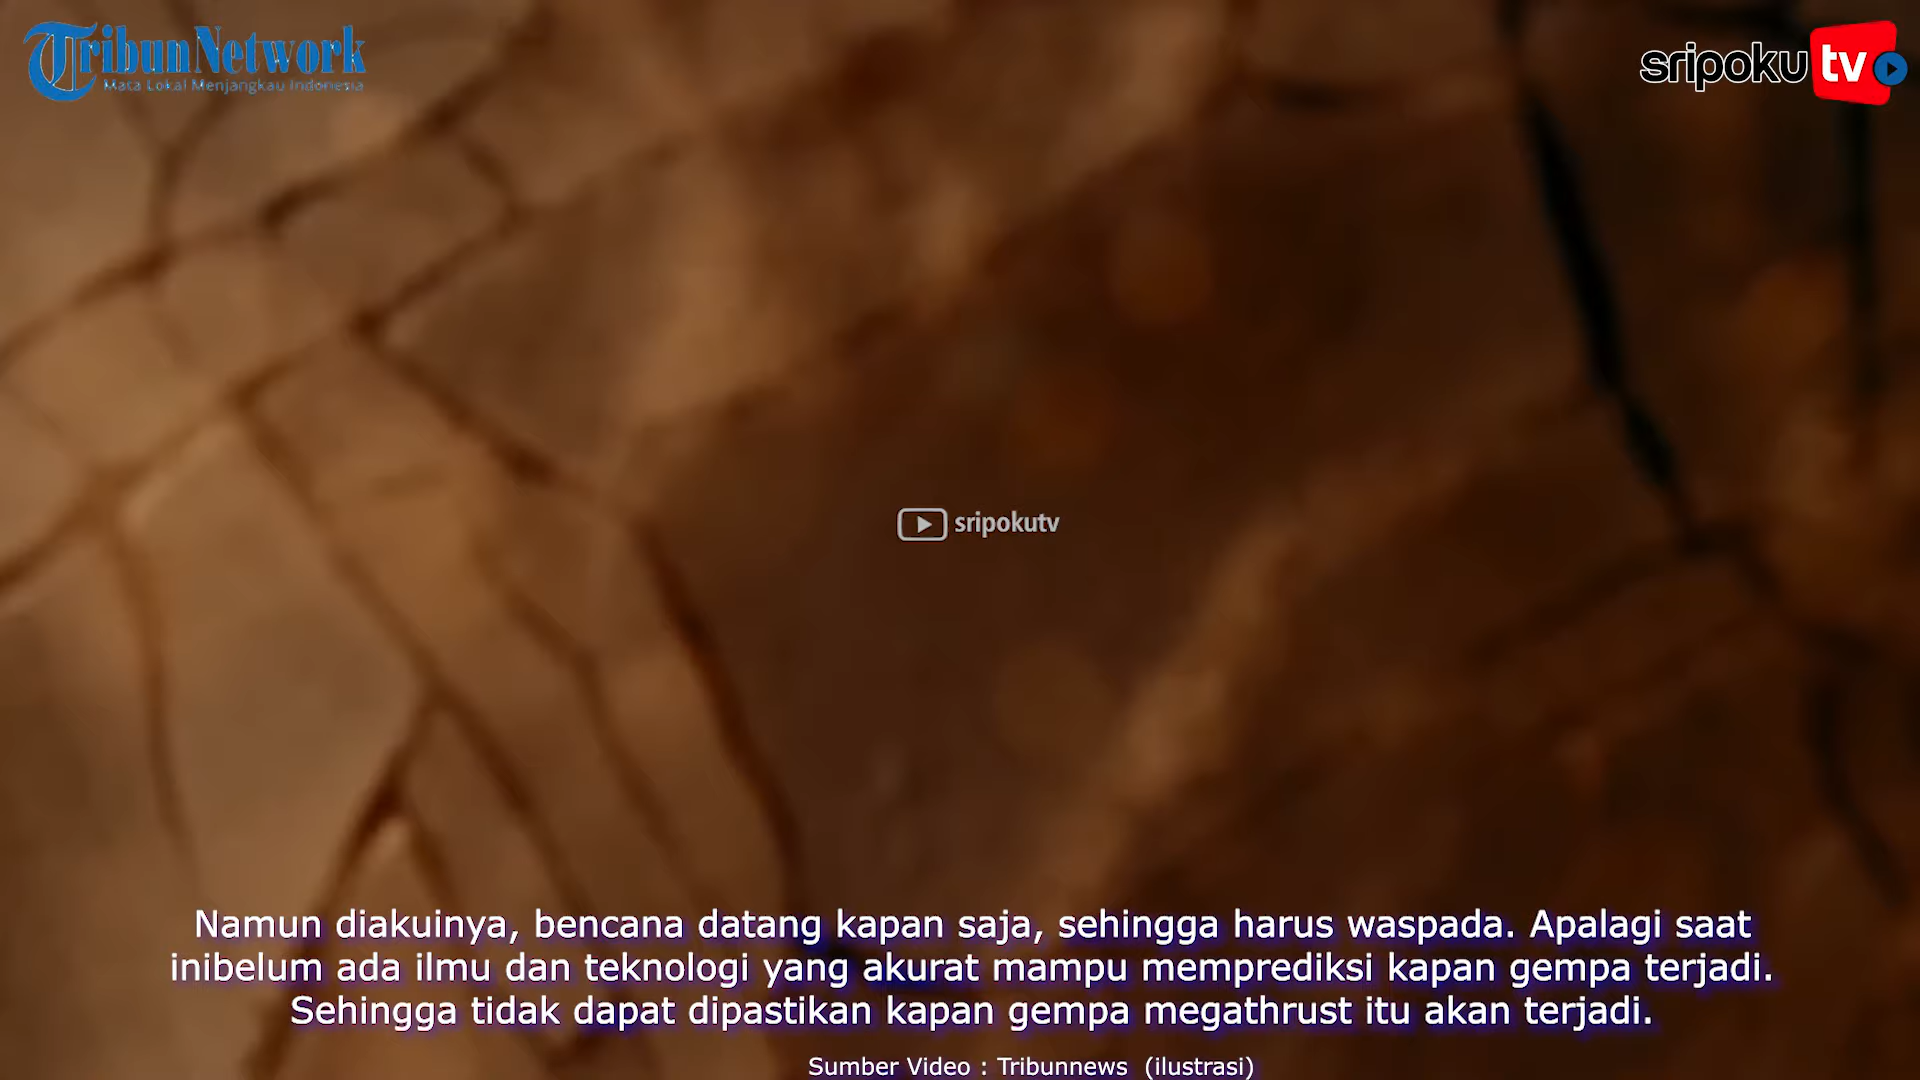 TribunNetwork
Mata Lokal Menjangkau Indonesia
sripoku tv
sripokutv
Namun diakuinya, bencana datang kapan saja, sehingga harus waspada. Apalagi saat
inibelum ada ilmu dan teknologi yang akurat mampu memprediksi kapan gempa terjadi.
Sehingga tidak dapat dipastikan kapan gempa megathrust itu akan terjadi.
Sumber Video : Tribunnews (ilustrasi)